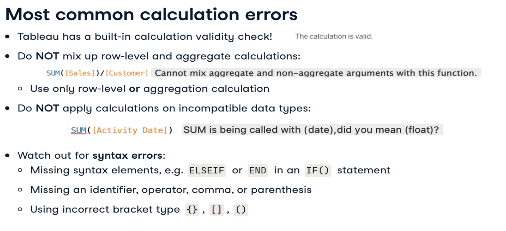 Most common calculation errors
• Tableau has a built-in calculation validity check! The calculation is valid.
• Do NOT mix up row-level and aggregate calculations:
SUM([Sales])/[Customer] Cannot mix aggregate and non-aggregate arguments with this function.
○ Use only row-level or aggregation calculation
• Do NOT apply calculations on incompatible data types:
SUM([Activity Date]) SUM is being called with (date),did you mean (float)?
• Watch out for syntax errors:
○ Missing syntax elements, e.g. ELSEIF or END in an IF() statement
○ Missing an identifier, operator, comma, or parenthesis
○ Using incorrect bracket type {} , [] , ()